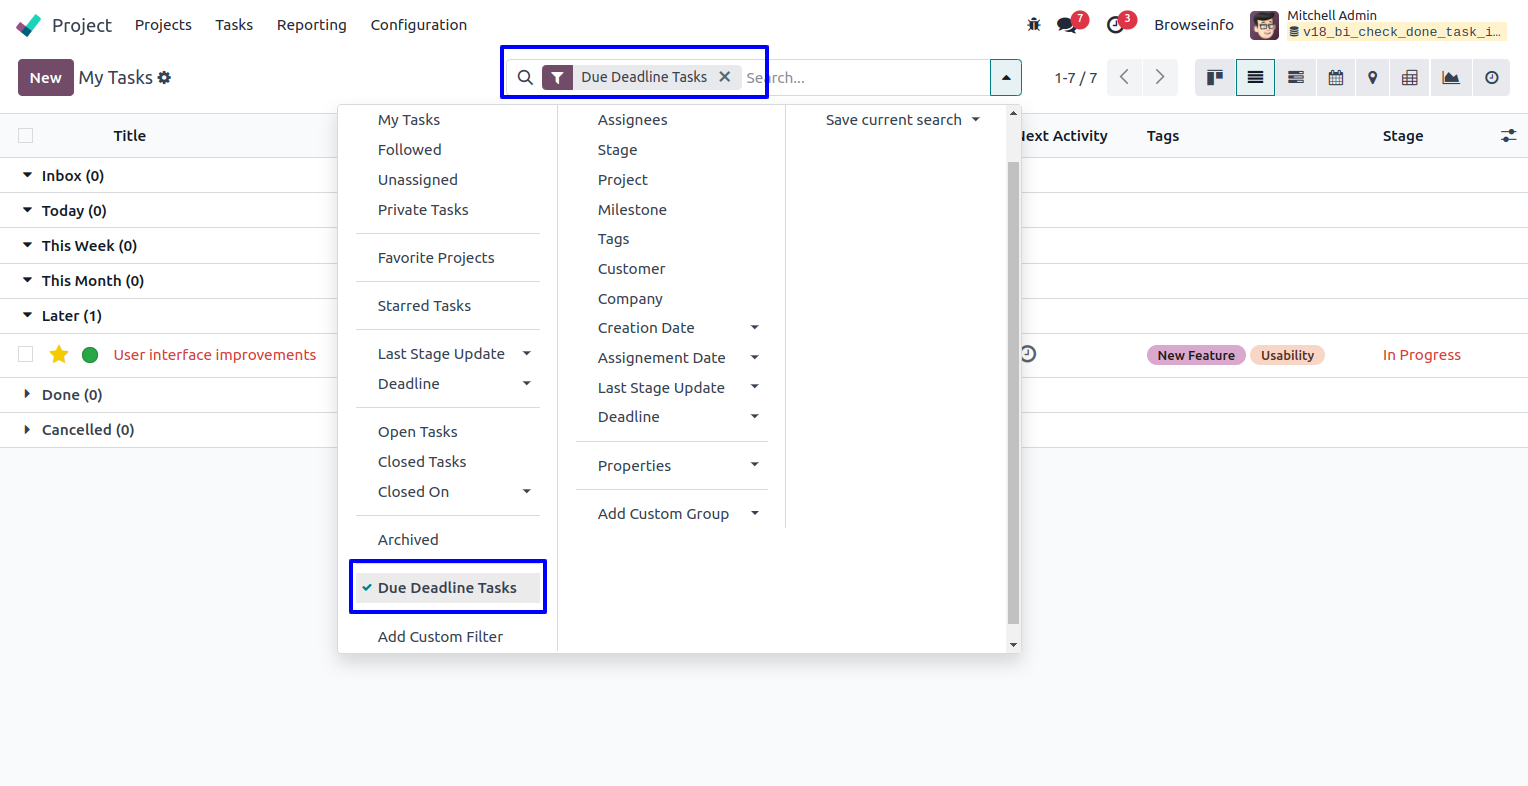 Project Projects Tasks Reporting Configuration 7 3 Browseinfo Mitchell Admin
v18_bi_check_done_task_i...
New My Tasks Due Deadline Tasks Search... 1-7 / 7
Title Next Activity Tags Stage
Inbox (0)
Today (0)
This Week (0)
This Month (0)
Later (1)
User interface improvements New Feature Usability In Progress
Done (0)
Cancelled (0)
My Tasks
Followed
Unassigned
Private Tasks
Favorite Projects
Starred Tasks
Last Stage Update
Deadline
Open Tasks
Closed Tasks
Closed On
Archived
Due Deadline Tasks
Add Custom Filter
Assignees
Stage
Project
Milestone
Tags
Customer
Company
Creation Date
Assignement Date
Last Stage Update
Deadline
Properties
Add Custom Group
Save current search